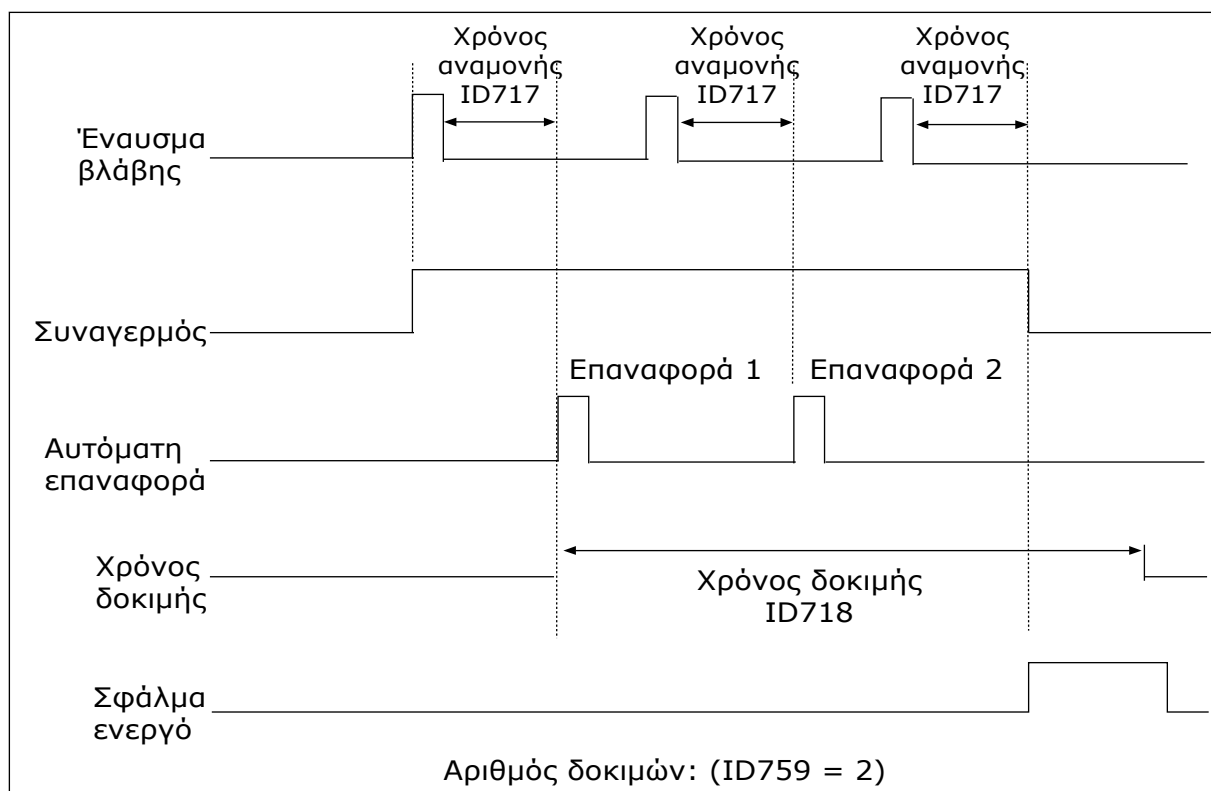 Χρόνος
αναμονής
ID717
Χρόνος
αναμονής
ID717
Χρόνος
αναμονής
ID717
Έναυσμα
βλάβης
Συναγερμός
Επαναφορά 1
Επαναφορά 2
Αυτόματη
επαναφορά
Χρόνος
δοκιμής
Χρόνος δοκιμής
ID718
Σφάλμα
ενεργό
Αριθμός δοκιμών: (ID759 = 2)